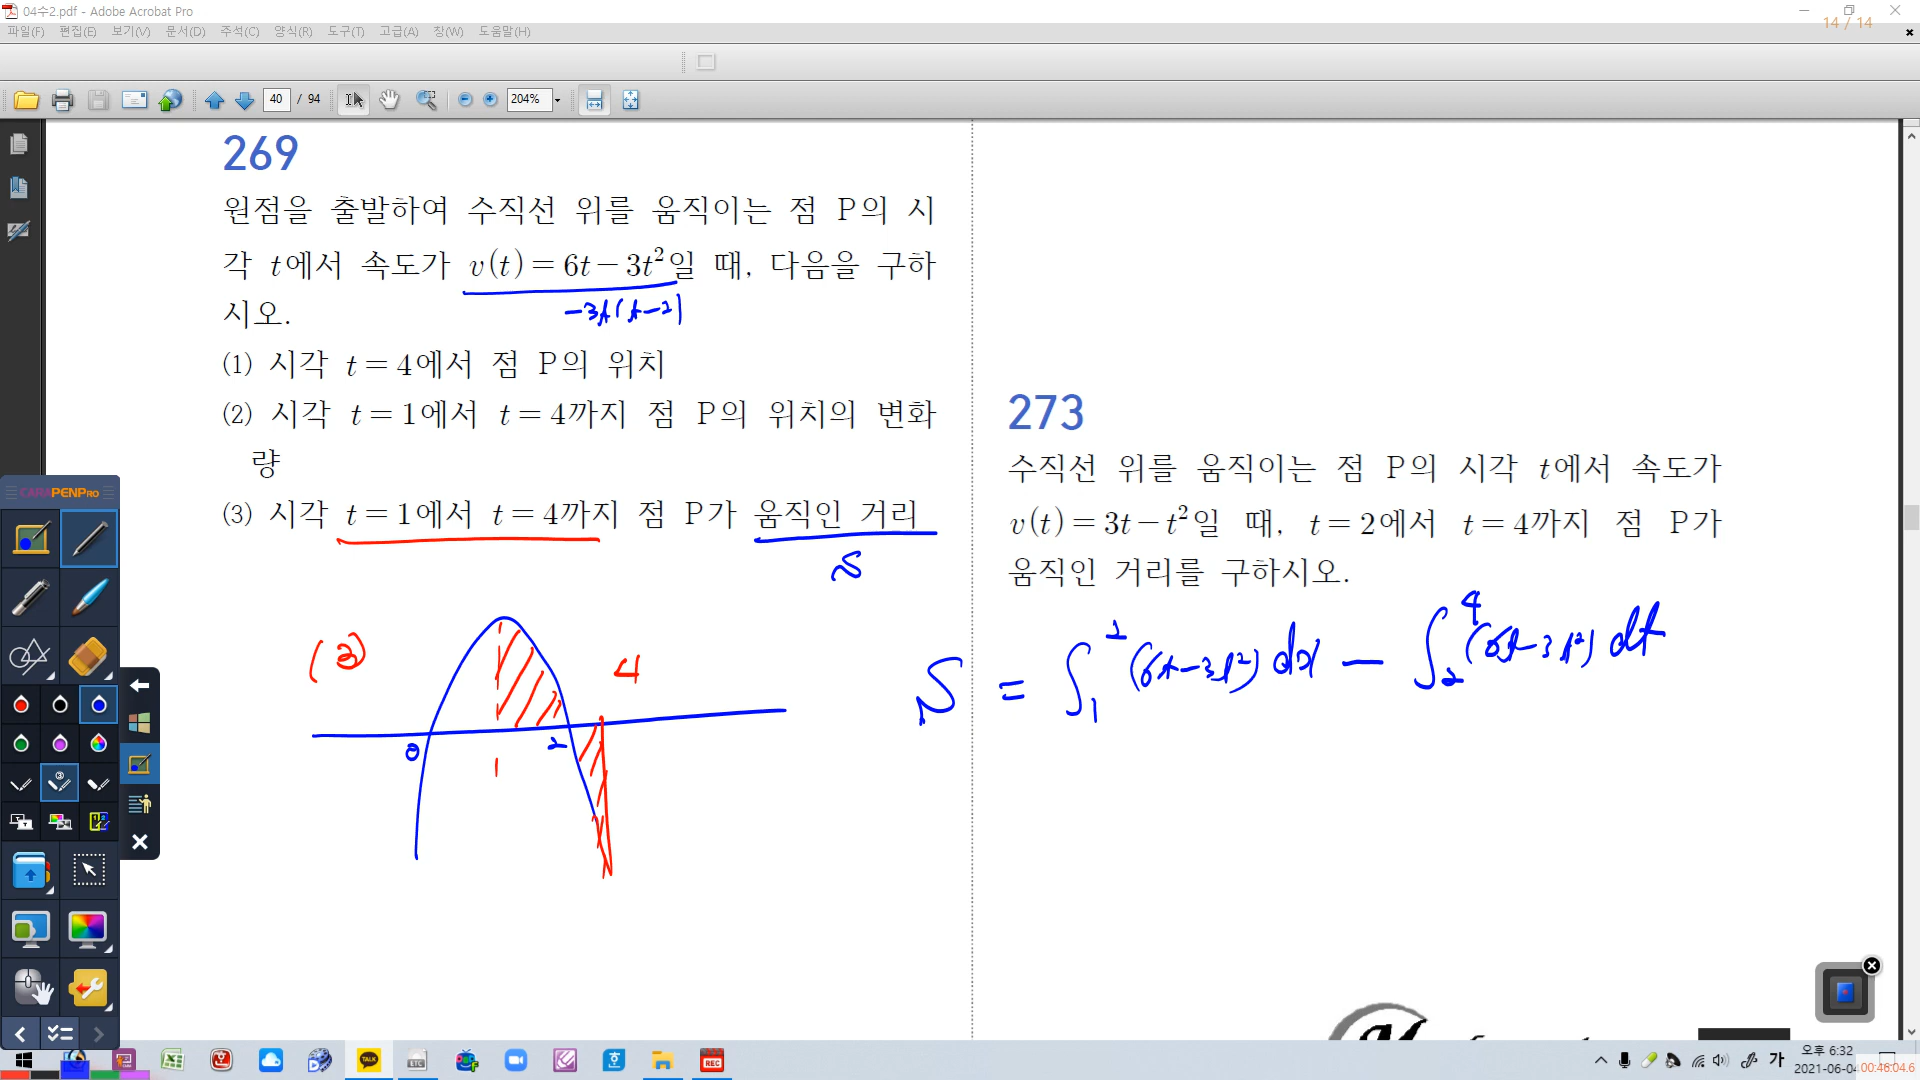 04수2.pdf - Adobe Acrobat Pro
14 / 14
파일(F) 편집(E) 보기(V) 문서(D) 주석(C) 양식(R) 도구(T) 고급(A) 창(W) 도움말(H)
40 / 94
204%
269
원점을 출발하여 수직선 위를 움직이는 점 P의 시
각 t에서 속도가 v(t) = 6t − 3t²일 때, 다음을 구하
시오.
-3t(t-2)
(1) 시각 t = 4에서 점 P의 위치
(2) 시각 t = 1에서 t = 4까지 점 P의 위치의 변화
량
(3) 시각 t = 1에서 t = 4까지 점 P가 움직인 거리
S
(3)
4
0
2
1
273
수직선 위를 움직이는 점 P의 시각 t에서 속도가
v(t) = 3t − t²일 때, t = 2에서 t = 4까지 점 P가
움직인 거리를 구하시오.
S = ∫₁² (6t-3t²) dx − ∫₂⁴ (6t-3t²) dt
CARAPENPRO
TALK
REC
가
오후 6:32
2021-06-04
00:46:04.6